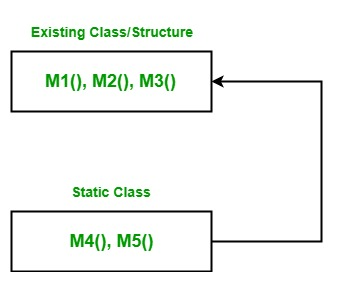 Existing Class/Structure
M1(), M2(), M3()
Static Class
M4(), M5()